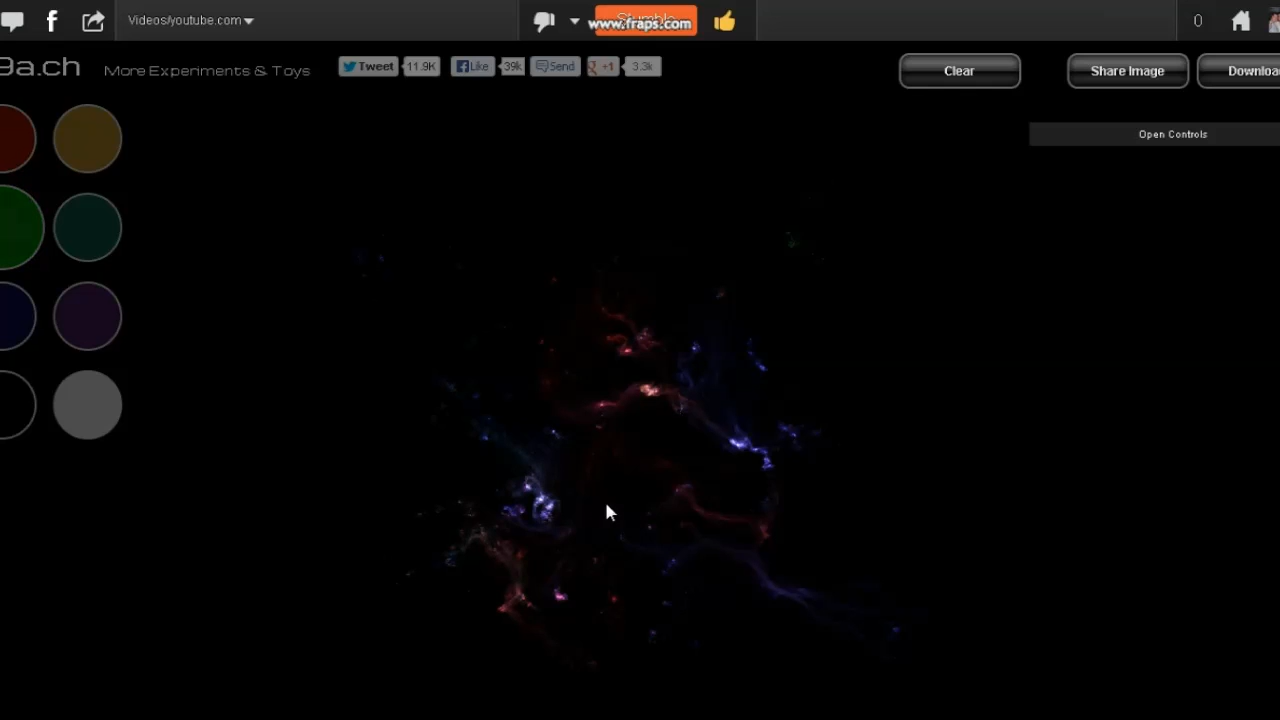 Videos/youtube.com
www.fraps.com
0
9a.ch
More Experiments & Toys
Tweet
11.9K
Like
39k
Send
+1
3.3k
Clear
Share Image
Downloa
Open Controls